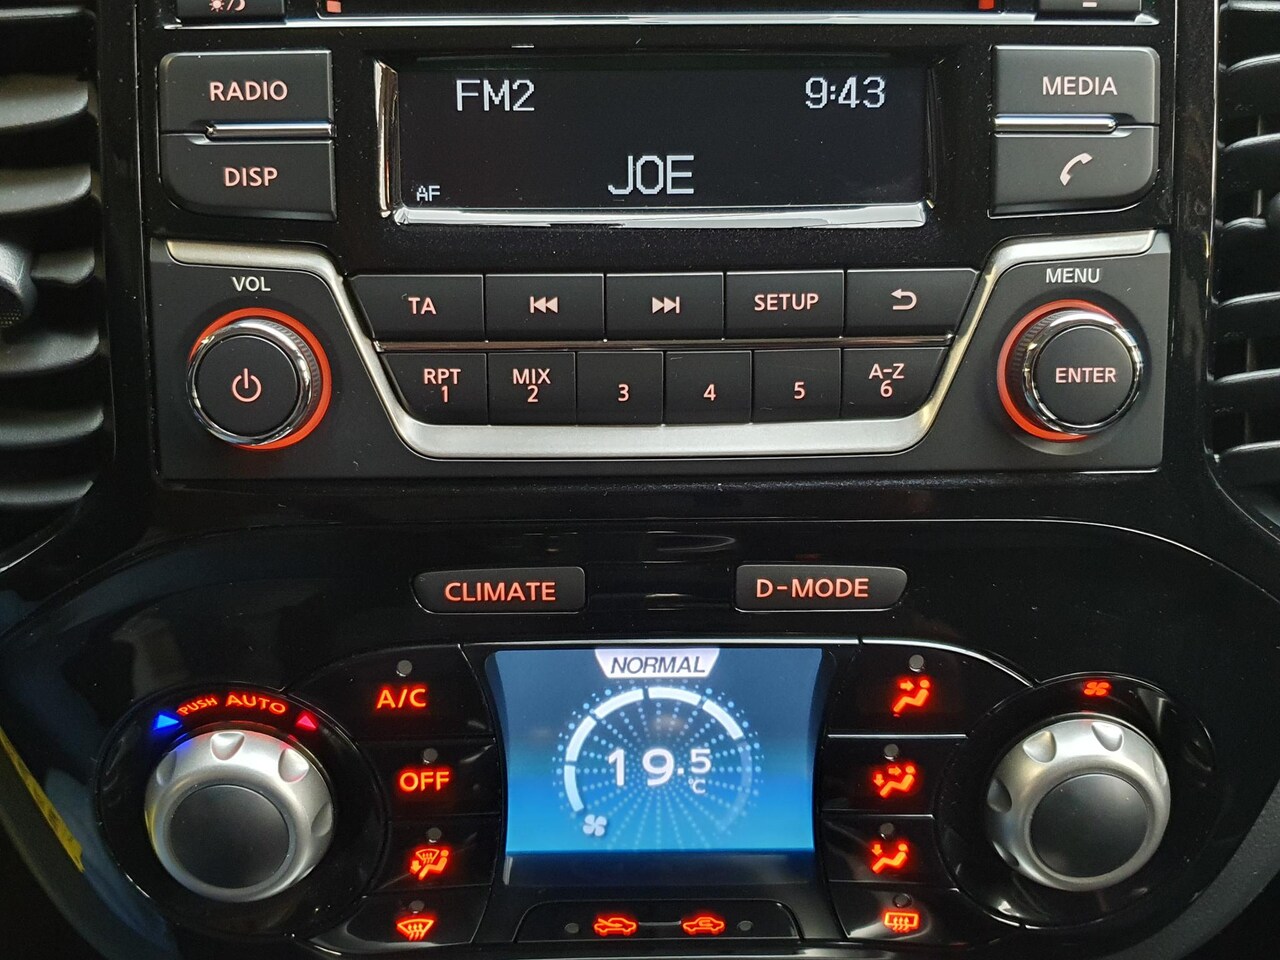 RADIO
FM2 9:43
MEDIA
DISP
AF
JOE
VOL
MENU
TA
SETUP
RPT
1
MIX
2
3
4
5
A-Z
6
ENTER
CLIMATE
D-MODE
PUSH AUTO
A/C
NORMAL
OFF
19.5
°C